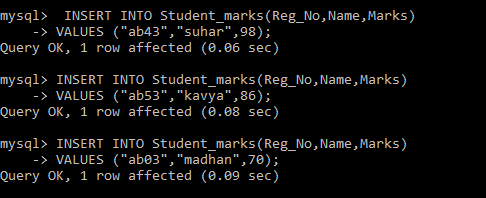 mysql>  INSERT INTO Student_marks(Reg_No,Name,Marks)
    -> VALUES ("ab43","suhar",98);
Query OK, 1 row affected (0.06 sec)
mysql> INSERT INTO Student_marks(Reg_No,Name,Marks)
    -> VALUES ("ab53","kavya",86);
Query OK, 1 row affected (0.08 sec)
mysql> INSERT INTO Student_marks(Reg_No,Name,Marks)
    -> VALUES ("ab03","madhan",70);
Query OK, 1 row affected (0.09 sec)